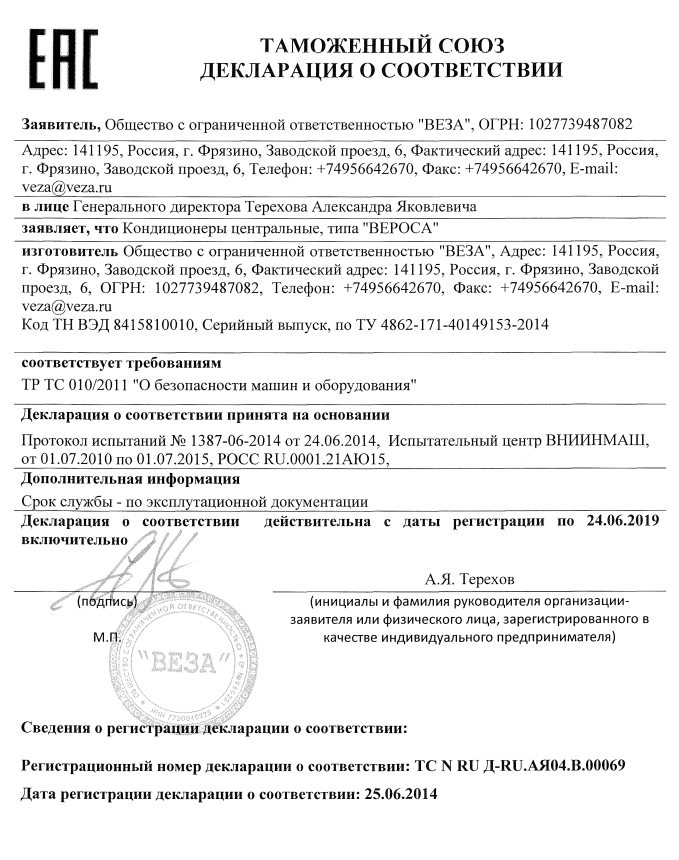 EAC
ТАМОЖЕННЫЙ СОЮЗ
ДЕКЛАРАЦИЯ О СООТВЕТСТВИИ
Заявитель, Общество с ограниченной ответственностью "ВЕЗА", ОГРН: 1027739487082
Адрес: 141195, Россия, г. Фрязино, Заводской проезд, 6, Фактический адрес: 141195, Россия,
г. Фрязино, Заводской проезд, 6, Телефон: +74956642670, Факс: +74956642670, E-mail:
veza@veza.ru
в лице Генерального директора Терехова Александра Яковлевича
заявляет, что Кондиционеры центральные, типа "ВЕРОСА"
изготовитель Общество с ограниченной ответственностью "ВЕЗА", Адрес: 141195, Россия,
г. Фрязино, Заводской проезд, 6, Фактический адрес: 141195, Россия, г. Фрязино, Заводской
проезд, 6, ОГРН: 1027739487082, Телефон: +74956642670, Факс: +74956642670, E-mail:
veza@veza.ru
Код ТН ВЭД 8415810010, Серийный выпуск, по ТУ 4862-171-40149153-2014
соответствует требованиям
ТР ТС 010/2011 "О безопасности машин и оборудования"
Декларация о соответствии принята на основании
Протокол испытаний № 1387-06-2014 от 24.06.2014, Испытательный центр ВНИИНМАШ,
от 01.07.2010 по 01.07.2015, РОСС RU.0001.21АЮ15,
Дополнительная информация
Срок службы - по эксплутационной документации
Декларация о соответствии действительна с даты регистрации по 24.06.2019
включительно
А.Я. Терехов
(подпись)
(инициалы и фамилия руководителя организации-
заявителя или физического лица, зарегистрированного в
качестве индивидуального предпринимателя)
М.П.
"ВЕЗА"
Сведения о регистрации декларации о соответствии:
Регистрационный номер декларации о соответствии: ТС N RU Д-RU.АЯ04.В.00069
Дата регистрации декларации о соответствии: 25.06.2014